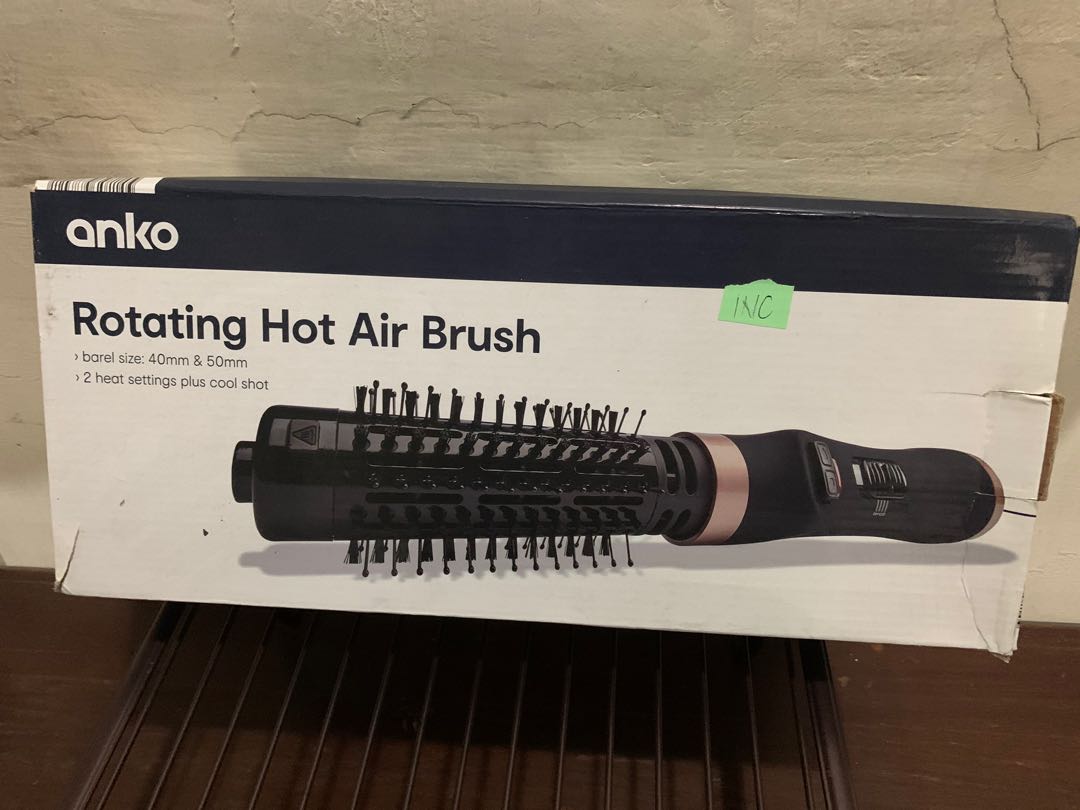 anko
Rotating Hot Air Brush
› barel size: 40mm & 50mm
› 2 heat settings plus cool shot
INC